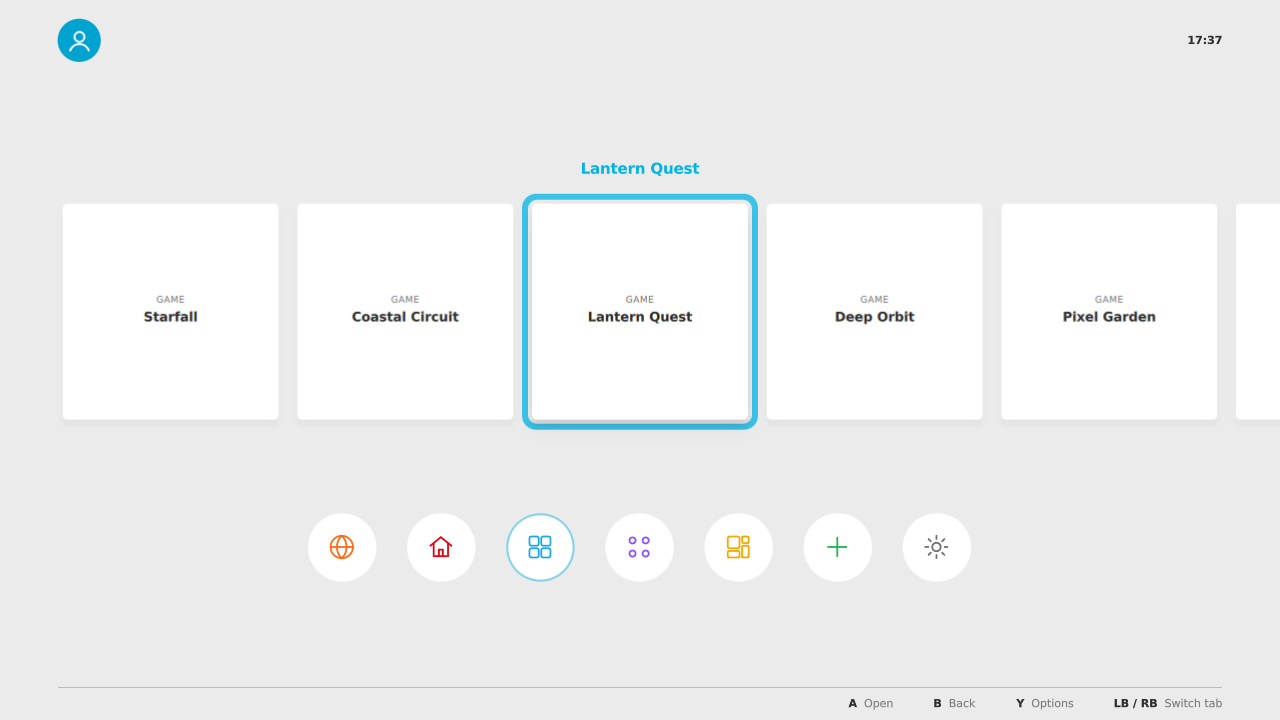 17:37
Lantern Quest
GAME
Starfall
GAME
Coastal Circuit
GAME
Lantern Quest
GAME
Deep Orbit
GAME
Pixel Garden
A Open B Back Y Options LB / RB Switch tab